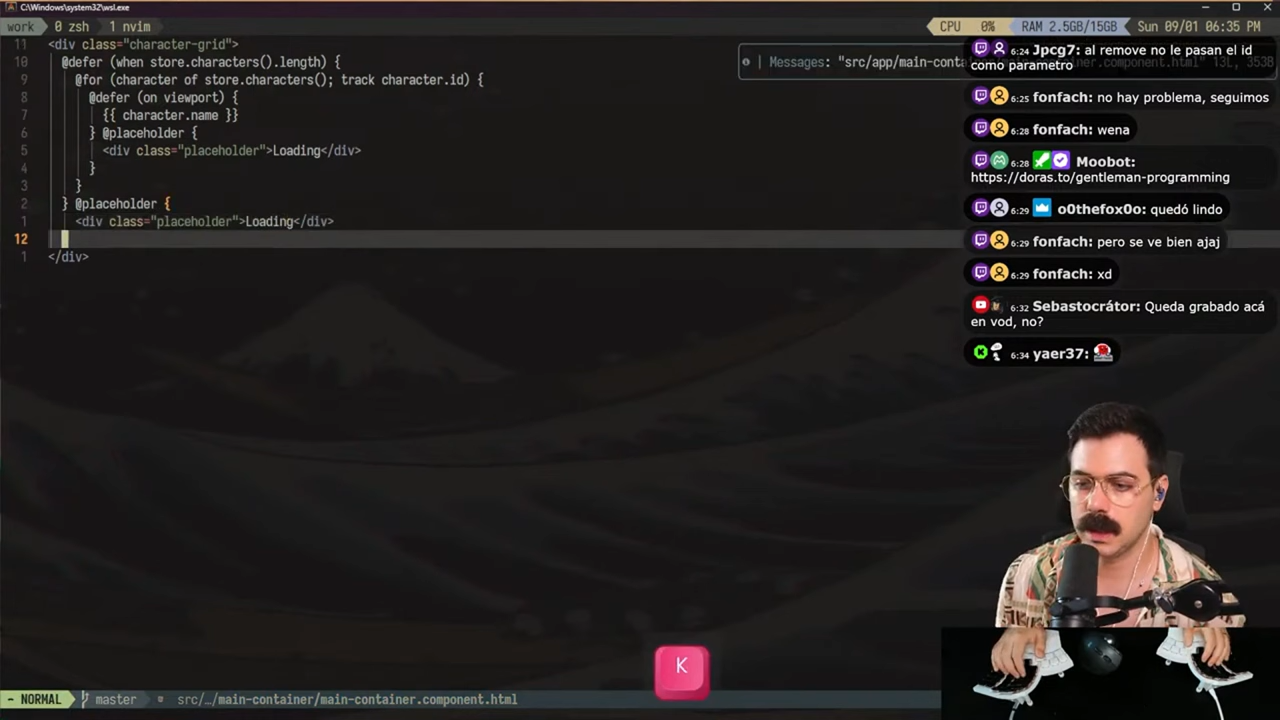 C:\Windows\system32\wsl.exe
work 0 zsh 1 nvim
CPU 0% RAM 2.5GB/15GB Sun 09/01 06:35 PM
11 <div class="character-grid">
10 @defer (when store.characters().length) {
9 @for (character of store.characters(); track character.id) {
8 @defer (on viewport) {
7 {{ character.name }}
6 } @placeholder {
5 <div class="placeholder">Loading</div>
4 }
3 }
2 } @placeholder {
1 <div class="placeholder">Loading</div>
12
1 </div>
| Messages: "src/app/main-container/main-container.component.html" 13L, 353B
6:24 Jpcg7: al remove no le pasan el id
como parametro
6:25 fonfach: no hay problema, seguimos
6:28 fonfach: wena
6:28 Moobot:
https://doras.to/gentleman-programming
6:29 o0thefox0o: quedó lindo
6:29 fonfach: pero se ve bien ajaj
6:29 fonfach: xd
6:32 Sebastocrátor: Queda grabado acá
en vod, no?
6:34 yaer37:
K
- NORMAL master src/…/main-container/main-container.component.html